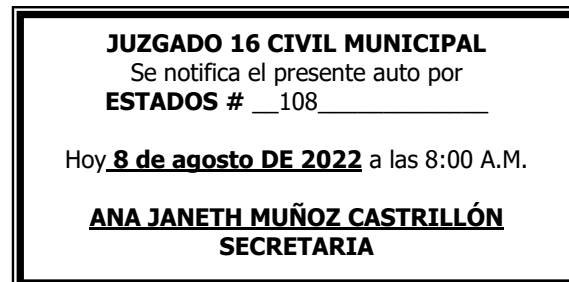 JUZGADO 16 CIVIL MUNICIPAL
Se notifica el presente auto por
ESTADOS # __108_____________
Hoy 8 de agosto DE 2022 a las 8:00 A.M.
ANA JANETH MUÑOZ CASTRILLÓN
SECRETARIA